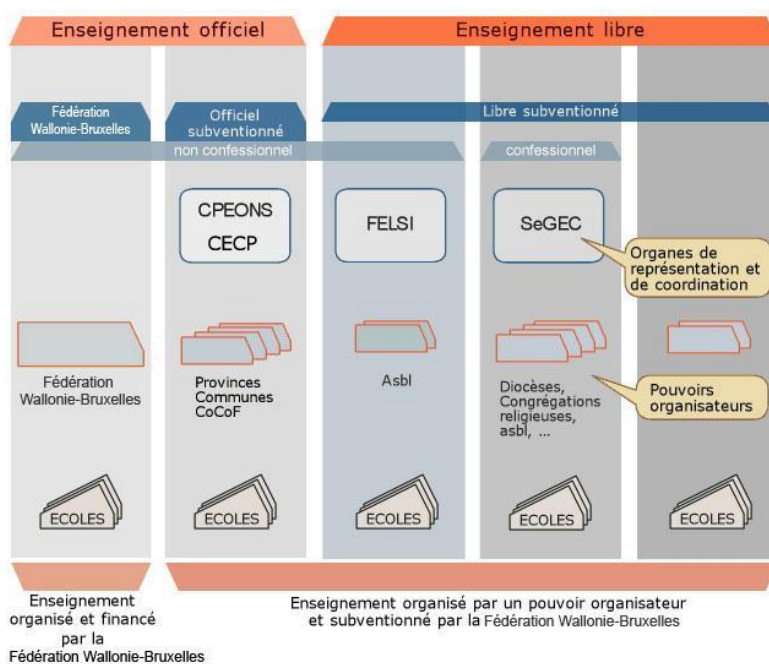 Enseignement officiel
Enseignement libre
Fédération
Wallonie-Bruxelles
Officiel
subventionné
Libre subventionné
non confessionnel
confessionnel
CPEONS
CECP
FELSI
SeGEC
Organes de
représentation et
de coordination
Fédération
Wallonie-Bruxelles
Provinces
Communes
CoCoF
Asbl
Diocèses,
Congrégations
religieuses,
asbl, ...
Pouvoirs
organisateurs
ECOLES
ECOLES
ECOLES
ECOLES
ECOLES
Enseignement
organisé et financé
par la
Fédération Wallonie-Bruxelles
Enseignement organisé par un pouvoir organisateur
et subventionné par la Fédération Wallonie-Bruxelles